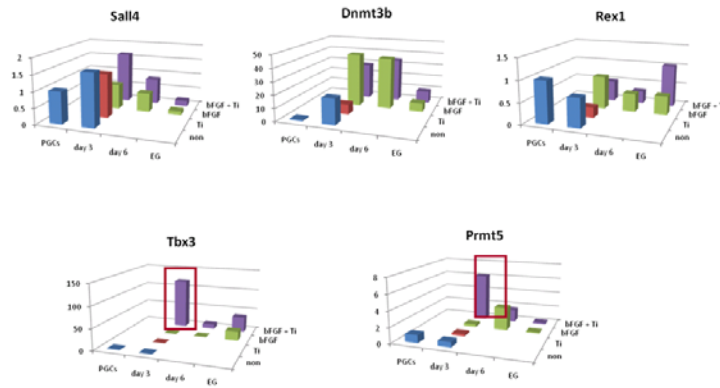 Sall4
2
1.5
1
0.5
0
PGCs
day 3
day 6
EG
bFGF + Ti
bFGF
Ti
non
Dnmt3b
50
40
30
20
10
0
PGCs
day 3
day 6
EG
bFGF + Ti
bFGF
Ti
non
Rex1
1.5
1
0.5
0
PGCs
day 3
day 6
EG
bFGF + T
bFGF
Ti
non
Tbx3
150
100
50
0
PGCs
day 3
day 6
EG
bFGF + Ti
bFGF
Ti
non
Prmt5
8
6
4
2
0
PGCs
day 3
day 6
EG
bFGF + Ti
bFGF
Ti
non